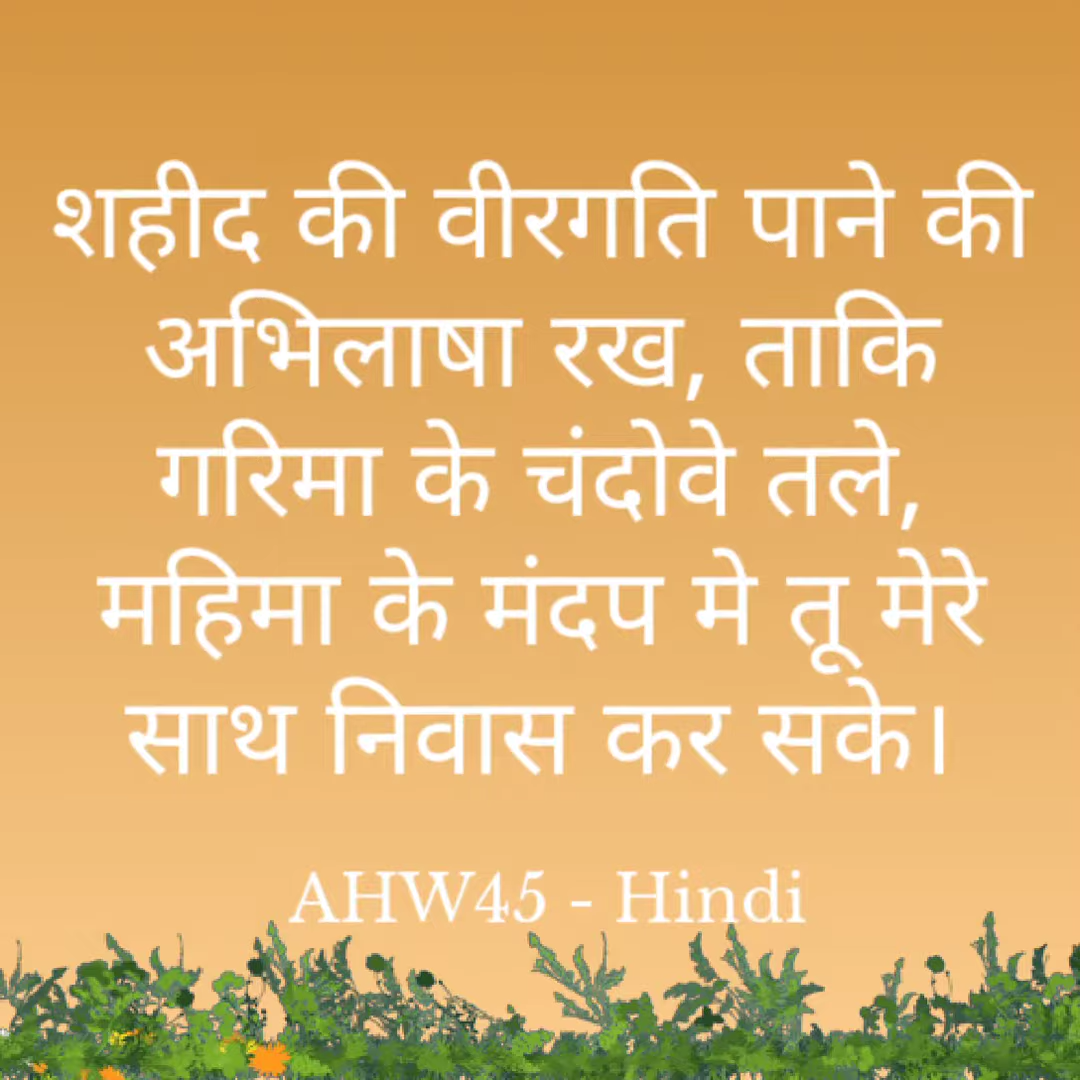 शहीद की वीरगति पाने की
अभिलाषा रख, ताकि
गरिमा के चंदोवे तले,
महिमा के मंदप मे तू मेरे
साथ निवास कर सके।
AHW45 - Hindi